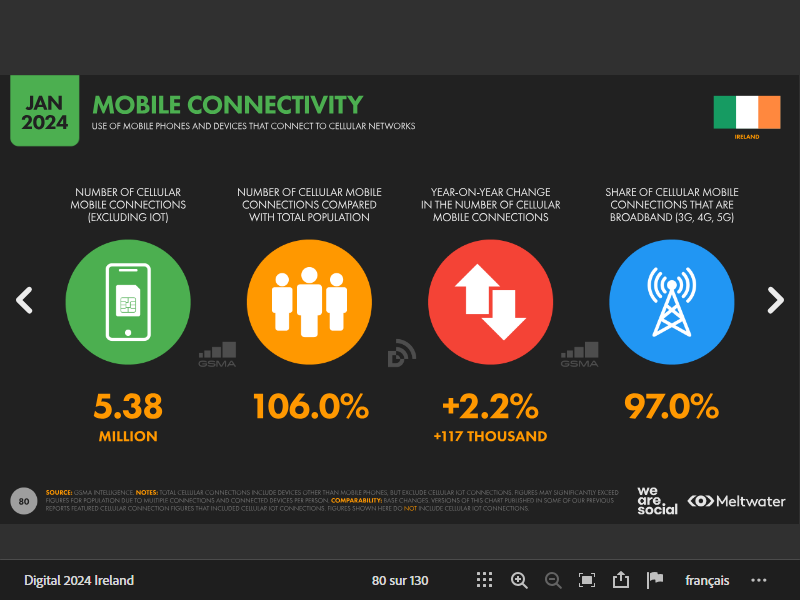 JAN
2024
MOBILE CONNECTIVITY
USE OF MOBILE PHONES AND DEVICES THAT CONNECT TO CELLULAR NETWORKS
IRELAND
NUMBER OF CELLULAR
MOBILE CONNECTIONS
(EXCLUDING IOT)
NUMBER OF CELLULAR MOBILE
CONNECTIONS COMPARED
WITH TOTAL POPULATION
YEAR-ON-YEAR CHANGE
IN THE NUMBER OF CELLULAR
MOBILE CONNECTIONS
SHARE OF CELLULAR MOBILE
CONNECTIONS THAT ARE
BROADBAND (3G, 4G, 5G)
GSMA
GSMA
5.38
MILLION
106.0%
+2.2%
+117 THOUSAND
97.0%
80
SOURCE: GSMA INTELLIGENCE. NOTES: TOTAL CELLULAR CONNECTIONS INCLUDE DEVICES OTHER THAN MOBILE PHONES, BUT EXCLUDE CELLULAR IOT CONNECTIONS. FIGURES MAY SIGNIFICANTLY EXCEED
FIGURES FOR POPULATION DUE TO MULTIPLE CONNECTIONS AND CONNECTED DEVICES PER PERSON. COMPARABILITY: BASE CHANGES. VERSIONS OF THIS CHART PUBLISHED IN SOME OF OUR PREVIOUS
REPORTS FEATURED CELLULAR CONNECTION FIGURES THAT INCLUDED CELLULAR IOT CONNECTIONS. FIGURES SHOWN HERE DO NOT INCLUDE CELLULAR IOT CONNECTIONS.
we
are.
social
Meltwater
Digital 2024 Ireland
80 sur 130
français